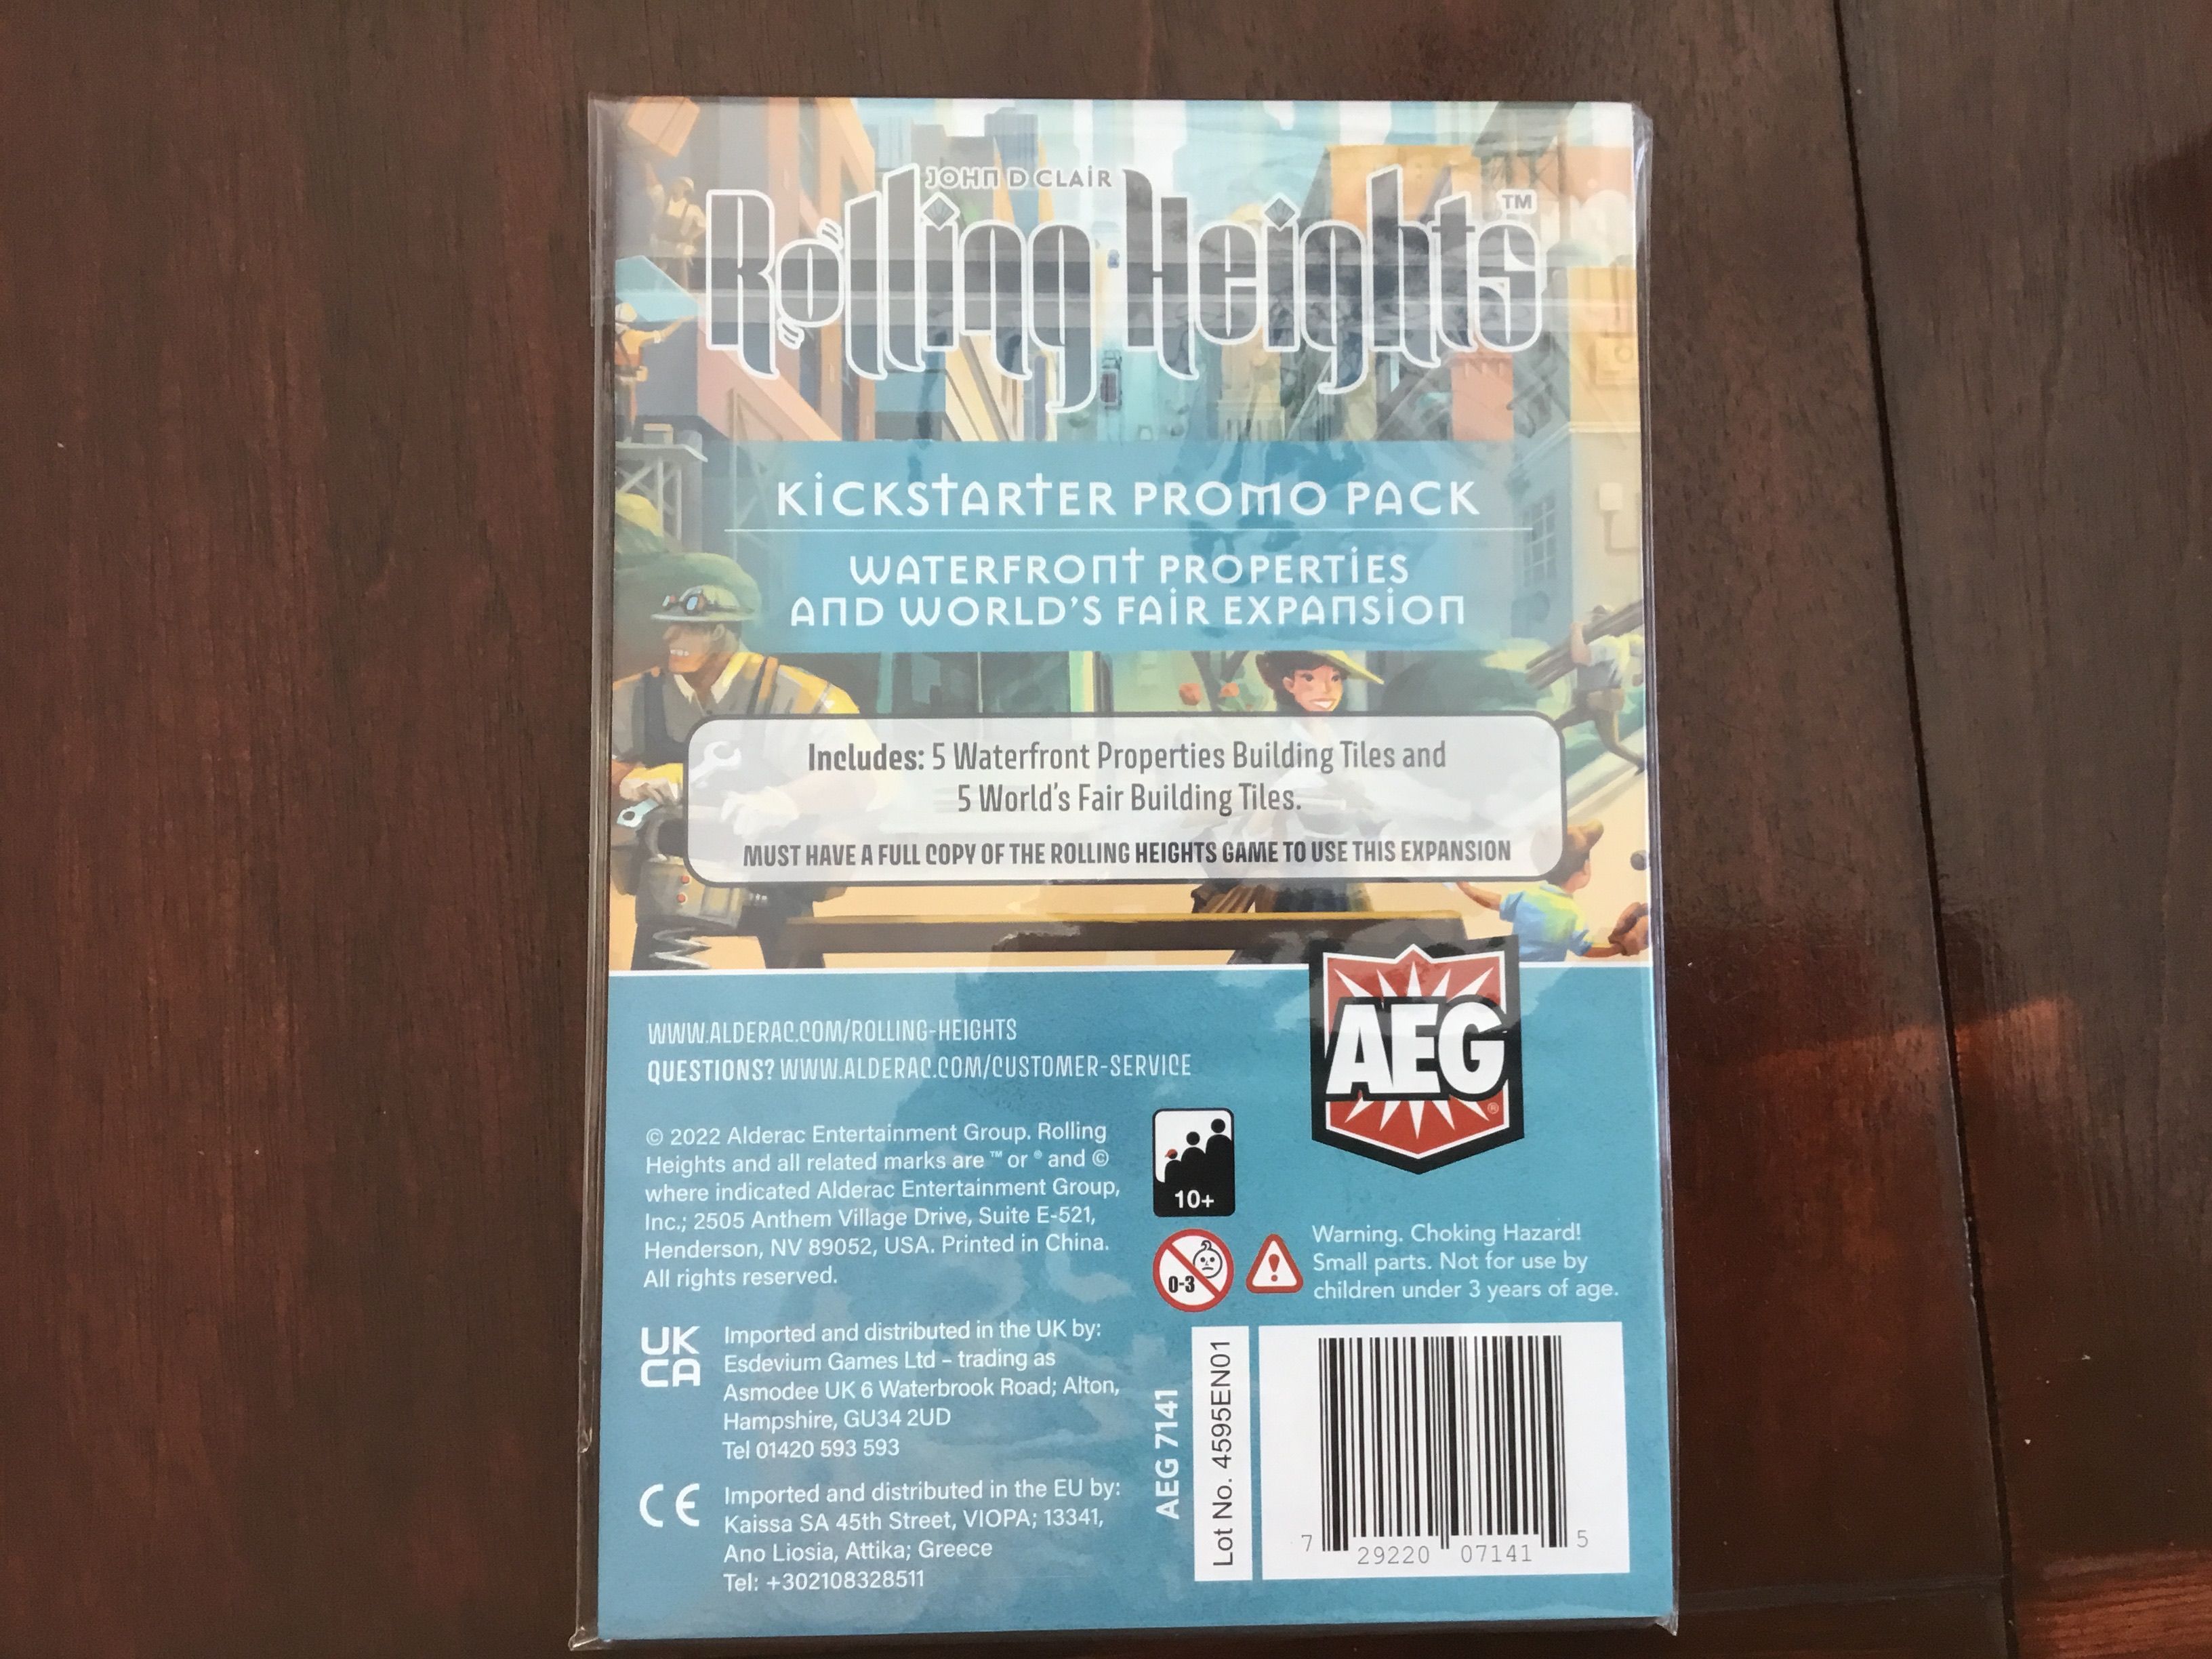 JOHN D CLAIR
Rolling Heights™
KICKSTARTER PROMO PACK
WATERFRONT PROPERTIES
AND WORLD'S FAIR EXPANSION
Includes: 5 Waterfront Properties Building Tiles and
5 World's Fair Building Tiles.
MUST HAVE A FULL COPY OF THE ROLLING HEIGHTS GAME TO USE THIS EXPANSION
AEG®
WWW.ALDERAC.COM/ROLLING-HEIGHTS
QUESTIONS? WWW.ALDERAC.COM/CUSTOMER-SERVICE
© 2022 Alderac Entertainment Group. Rolling
Heights and all related marks are ™ or ® and ©
where indicated Alderac Entertainment Group,
Inc.; 2505 Anthem Village Drive, Suite E-521,
Henderson, NV 89052, USA. Printed in China.
All rights reserved.
10+
0-3
Warning. Choking Hazard!
Small parts. Not for use by
children under 3 years of age.
UK
CA
Imported and distributed in the UK by:
Esdevium Games Ltd – trading as
Asmodee UK 6 Waterbrook Road; Alton,
Hampshire, GU34 2UD
Tel 01420 593 593
CE
Imported and distributed in the EU by:
Kaissa SA 45th Street, VIOPA; 13341,
Ano Liosia, Attika; Greece
Tel: +302108328511
AEG 7141
Lot No. 4595EN01
7 29220 07141 5